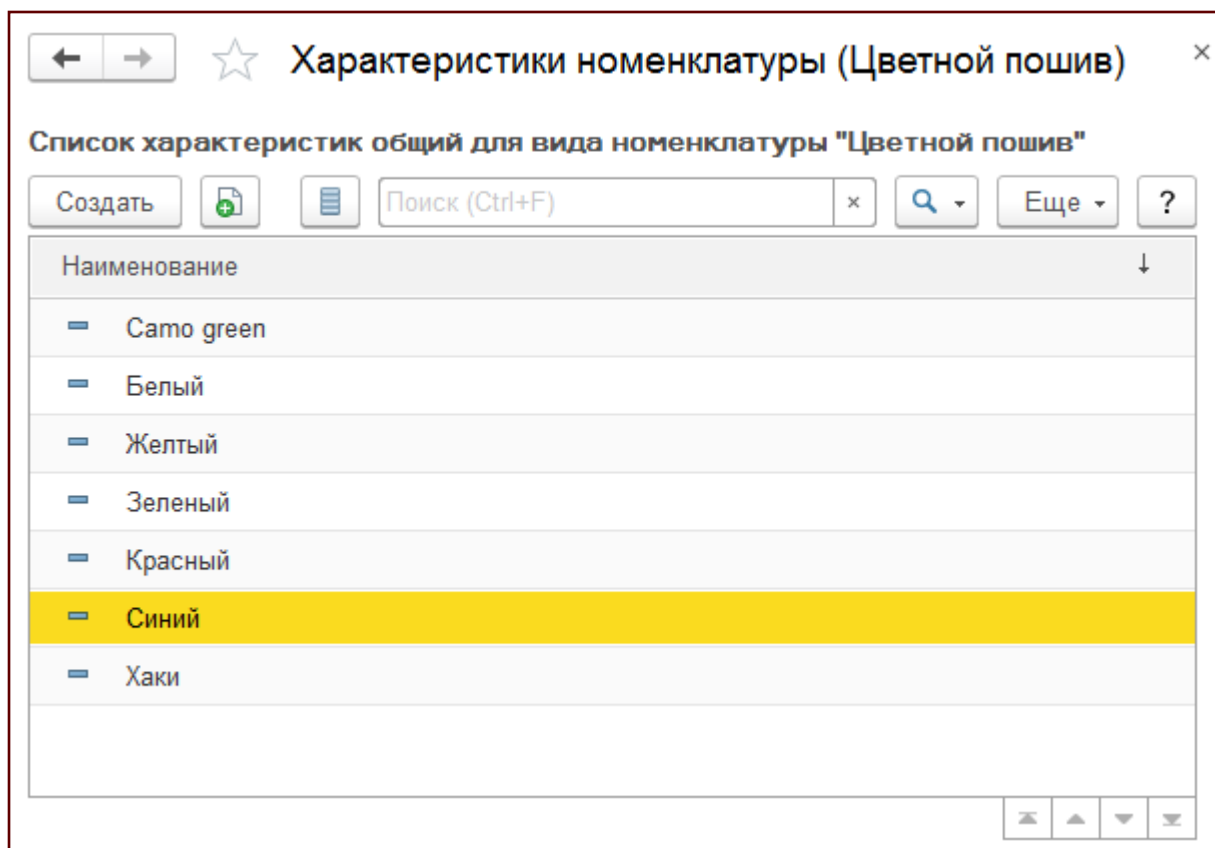 Характеристики номенклатуры (Цветной пошив)
Список характеристик общий для вида номенклатуры "Цветной пошив"
Создать Поиск (Ctrl+F) × Еще ?
Наименование ↓
Camo green
Белый
Желтый
Зеленый
Красный
Синий
Хаки